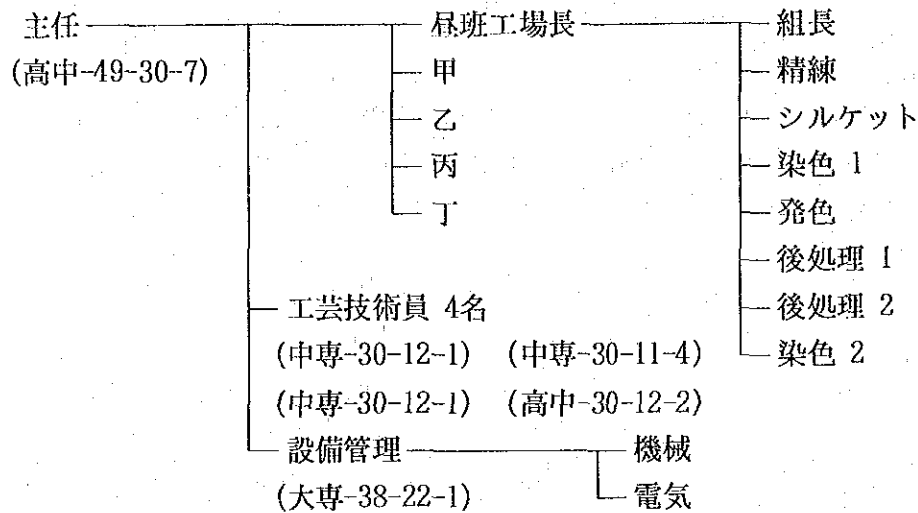 主任 昼班工場長 組長
(高中-49-30-7) 甲 精練
乙 シルケット
丙 染色 1
丁 発色
後処理 1
工芸技術員 4名 後処理 2
(中専-30-12-1) (中専-30-11-4) 染色 2
(中専-30-12-1) (高中-30-12-2)
設備管理 機械
(大専-38-22-1) 電気